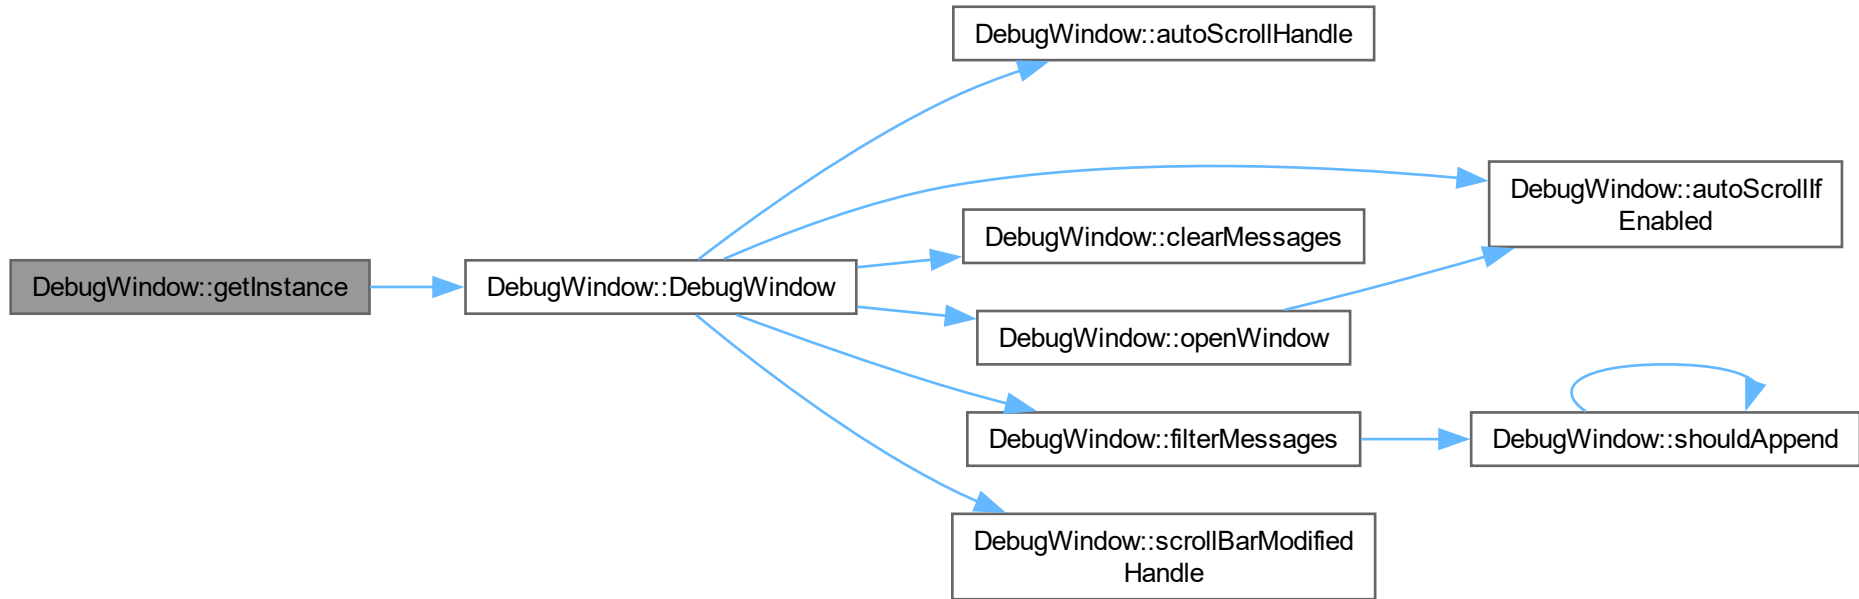 DebugWindow::autoScrollHandle
DebugWindow::autoScrollIf
Enabled
DebugWindow::clearMessages
DebugWindow::getInstance
DebugWindow::DebugWindow
DebugWindow::openWindow
DebugWindow::filterMessages
DebugWindow::shouldAppend
DebugWindow::scrollBarModified
Handle